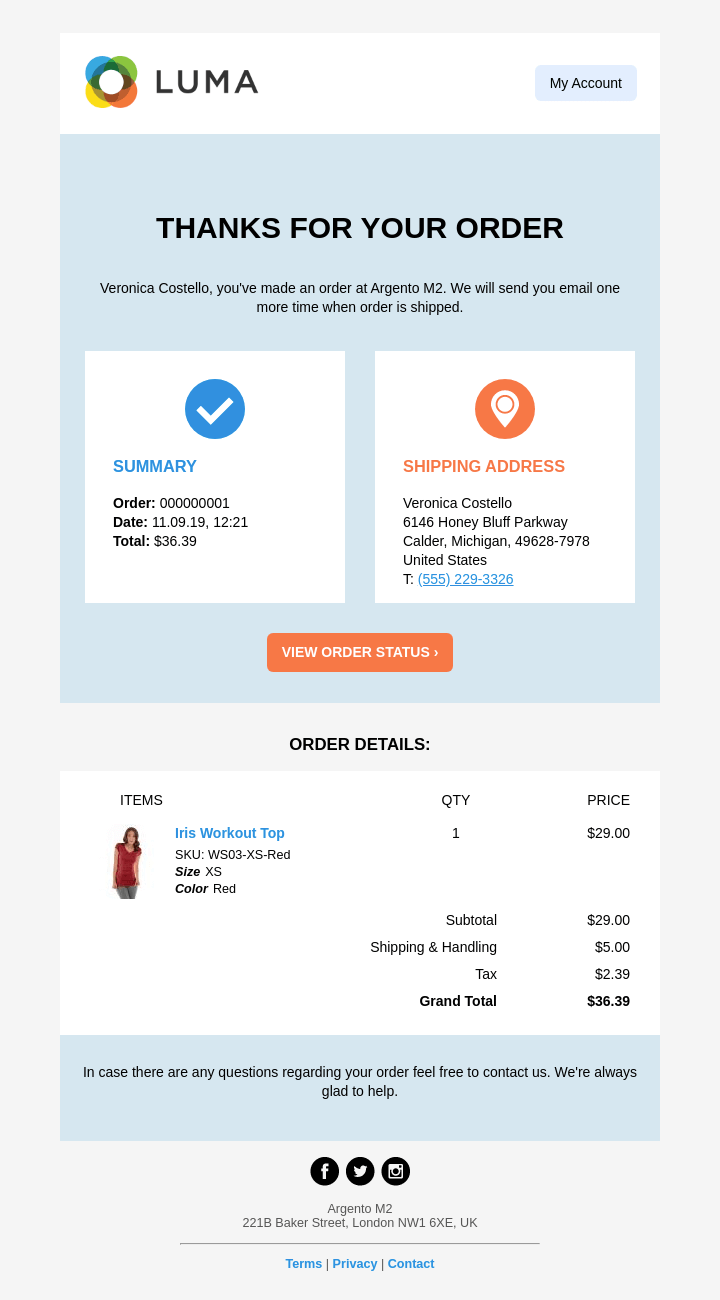 LUMA
My Account
THANKS FOR YOUR ORDER
Veronica Costello, you've made an order at Argento M2. We will send you email one
more time when order is shipped.
SUMMARY
Order: 000000001
Date: 11.09.19, 12:21
Total: $36.39
SHIPPING ADDRESS
Veronica Costello
6146 Honey Bluff Parkway
Calder, Michigan, 49628-7978
United States
T: (555) 229-3326
VIEW ORDER STATUS ›
ORDER DETAILS:
ITEMS QTY PRICE
Iris Workout Top 1 $29.00
SKU: WS03-XS-Red
Size XS
Color Red
Subtotal $29.00
Shipping & Handling $5.00
Tax $2.39
Grand Total $36.39
In case there are any questions regarding your order feel free to contact us. We're always
glad to help.
Argento M2
221B Baker Street, London NW1 6XE, UK
Terms | Privacy | Contact